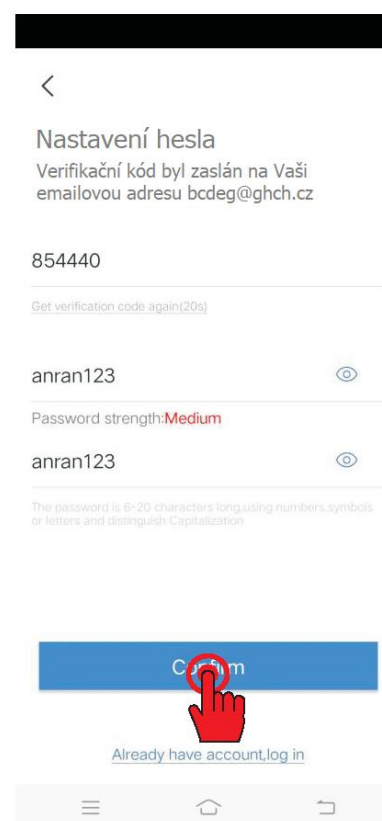 Nastavení hesla
Verifikační kód byl zaslán na Vaši
emailovou adresu bcdeg@ghch.cz
854440
Get verification code again(20s)
anran123
Password strength:Medium
anran123
The password is 6-20 characters long,using numbers,symbols
or letters and distinguish Capitalization
Confirm
Already have account,log in